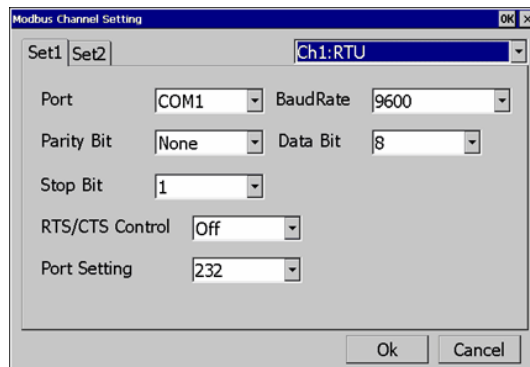 Modbus Channel Setting OK ×
Set1 Set2 Ch1:RTU
Port COM1 BaudRate 9600
Parity Bit None Data Bit 8
Stop Bit 1
RTS/CTS Control Off
Port Setting 232
Ok Cancel